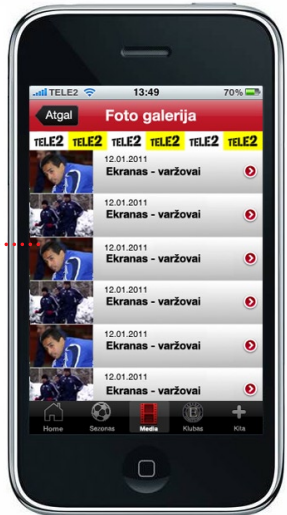 TELE2 13:49 70%
Atgal Foto galerija
TELE2 TELE2 TELE2 TELE2 TELE2 TELE2
12.01.2011
Ekranas - varžovai
12.01.2011
Ekranas - varžovai
12.01.2011
Ekranas - varžovai
12.01.2011
Ekranas - varžovai
12.01.2011
Ekranas - varžovai
12.01.2011
Ekranas - varžovai
Home Sezonas Media Klubas Kita